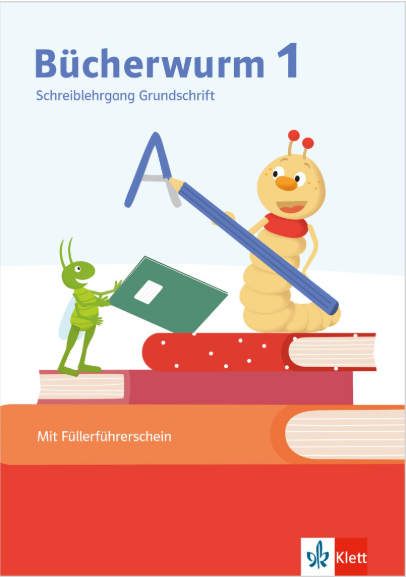 Bücherwurm 1
Schreiblehrgang Grundschrift
A
Mit Füllerführerschein
Klett